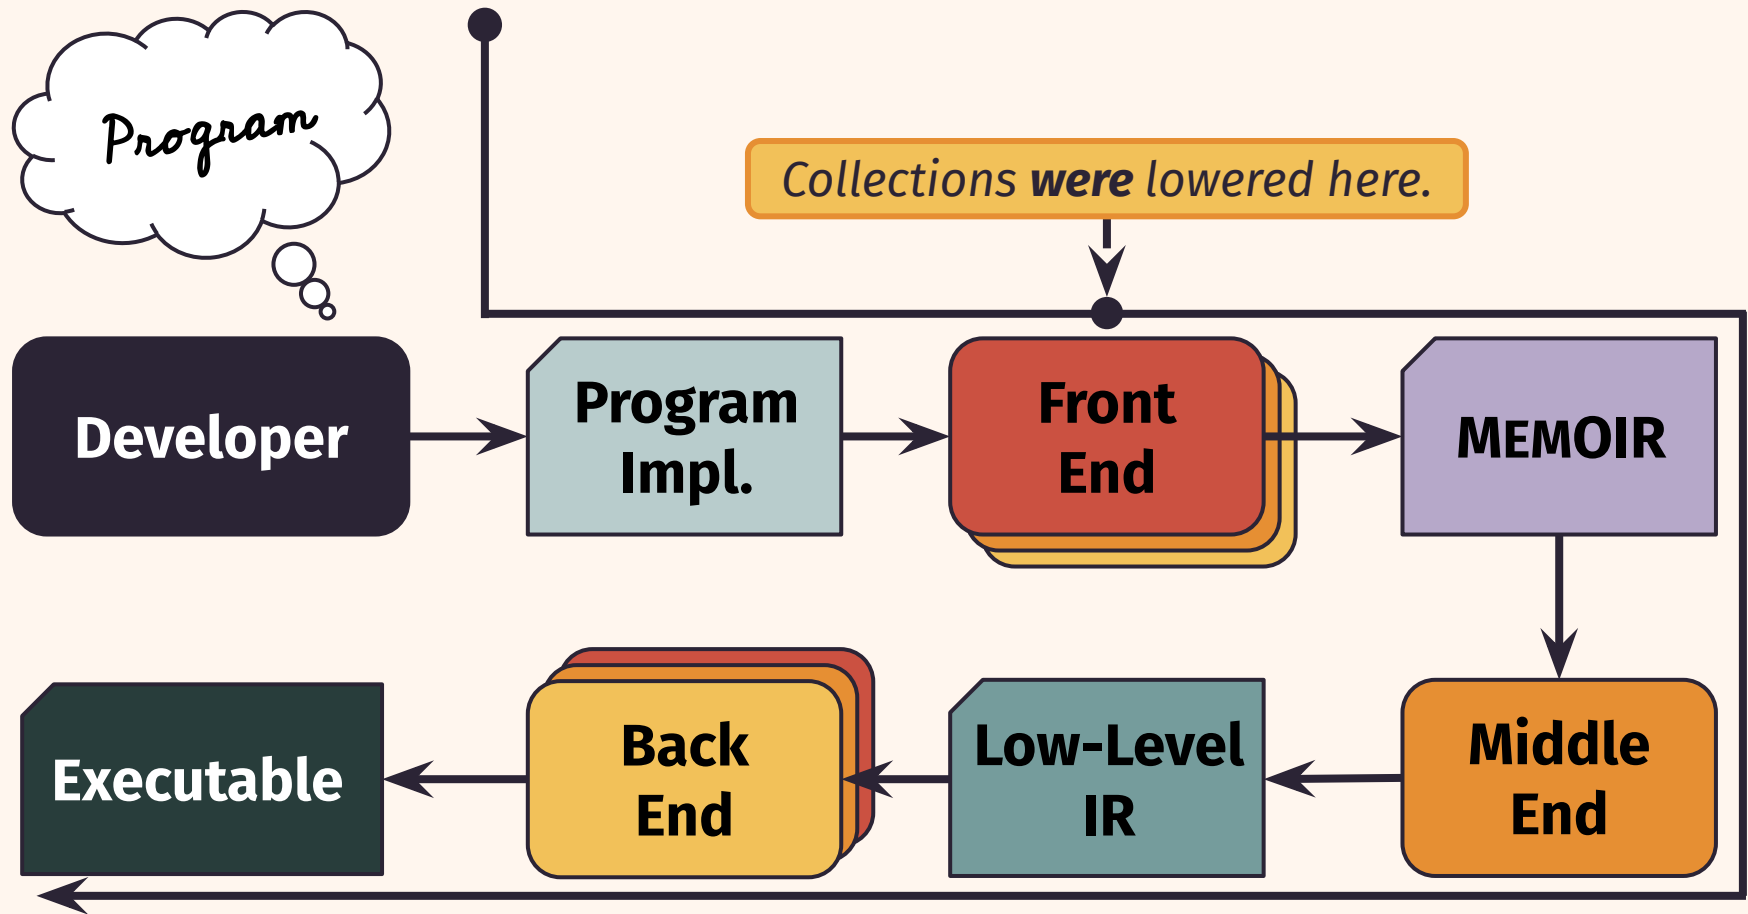 Program
Collections were lowered here.
Developer
Program
Impl.
Front
End
MEMOIR
Executable
Back
End
Low-Level
IR
Middle
End